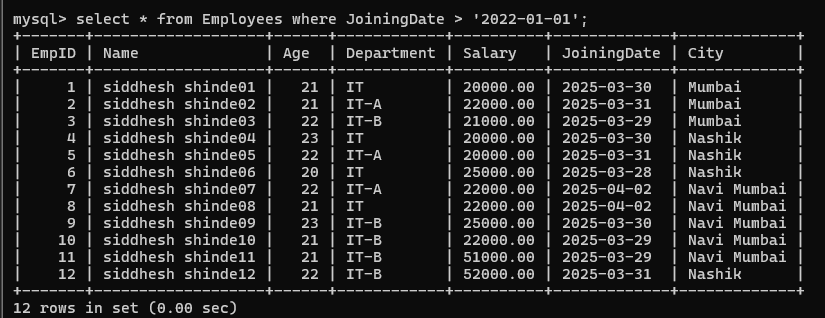 mysql> select * from Employees where JoiningDate > '2022-01-01';
+-------+-------------------+------+------------+----------+-------------+-------------+
| EmpID | Name              | Age  | Department | Salary   | JoiningDate | City        |
+-------+-------------------+------+------------+----------+-------------+-------------+
|     1 | siddhesh shinde01 |   21 | IT         | 20000.00 | 2025-03-30  | Mumbai      |
|     2 | siddhesh shinde02 |   21 | IT-A       | 22000.00 | 2025-03-31  | Mumbai      |
|     3 | siddhesh shinde03 |   22 | IT-B       | 21000.00 | 2025-03-29  | Mumbai      |
|     4 | siddhesh shinde04 |   23 | IT         | 20000.00 | 2025-03-30  | Nashik      |
|     5 | siddhesh shinde05 |   22 | IT-A       | 20000.00 | 2025-03-31  | Nashik      |
|     6 | siddhesh shinde06 |   20 | IT         | 25000.00 | 2025-03-28  | Nashik      |
|     7 | siddhesh shinde07 |   22 | IT-A       | 22000.00 | 2025-04-02  | Navi Mumbai |
|     8 | siddhesh shinde08 |   21 | IT         | 22000.00 | 2025-04-02  | Navi Mumbai |
|     9 | siddhesh shinde09 |   23 | IT-B       | 25000.00 | 2025-03-30  | Navi Mumbai |
|    10 | siddhesh shinde10 |   21 | IT-B       | 22000.00 | 2025-03-29  | Navi Mumbai |
|    11 | siddhesh shinde11 |   21 | IT-B       | 51000.00 | 2025-03-29  | Navi Mumbai |
|    12 | siddhesh shinde12 |   22 | IT-B       | 52000.00 | 2025-03-31  | Nashik      |
+-------+-------------------+------+------------+----------+-------------+-------------+
12 rows in set (0.00 sec)